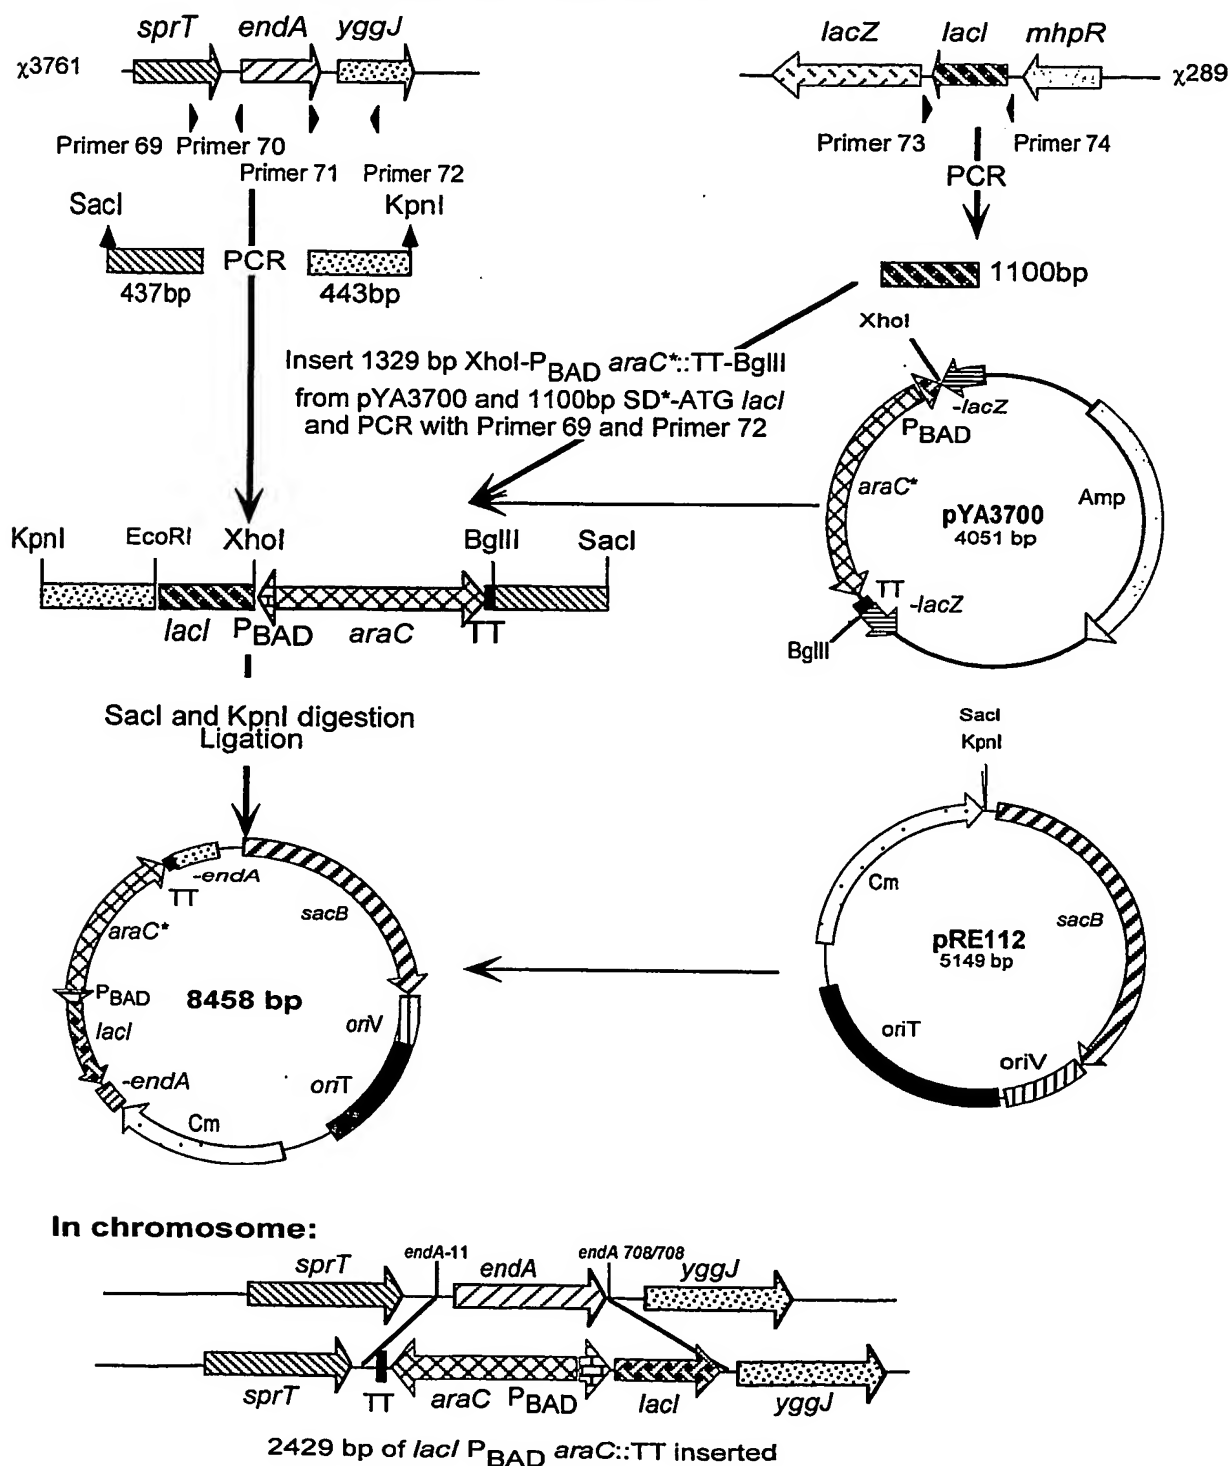 sprT endA yggJ
χ3761
Primer 69 Primer 70
Primer 71 Primer 72
SacI KpnI
PCR
437bp 443bp
lacZ lacI mhpR
χ289
Primer 73 Primer 74
PCR
1100bp
Insert 1329 bp XhoI-PBAD araC*::TT-BglII
from pYA3700 and 1100bp SD*-ATG lacI
and PCR with Primer 69 and Primer 72
XhoI
-lacZ
PBAD
araC*
Amp
pYA3700
4051 bp
TT
-lacZ
BglII
KpnI EcoRI XhoI BglII SacI
lacI PBAD araC TT
SacI and KpnI digestion
Ligation
SacI
KpnI
Cm
sacB
pRE112
5149 bp
oriT
oriV
-endA
TT
sacB
araC*
PBAD
8458 bp
lacI
oriV
-endA
oriT
Cm
In chromosome:
endA-11 endA 708/708
sprT endA yggJ
sprT TT araC PBAD lacI yggJ
2429 bp of lacI PBAD araC::TT inserted